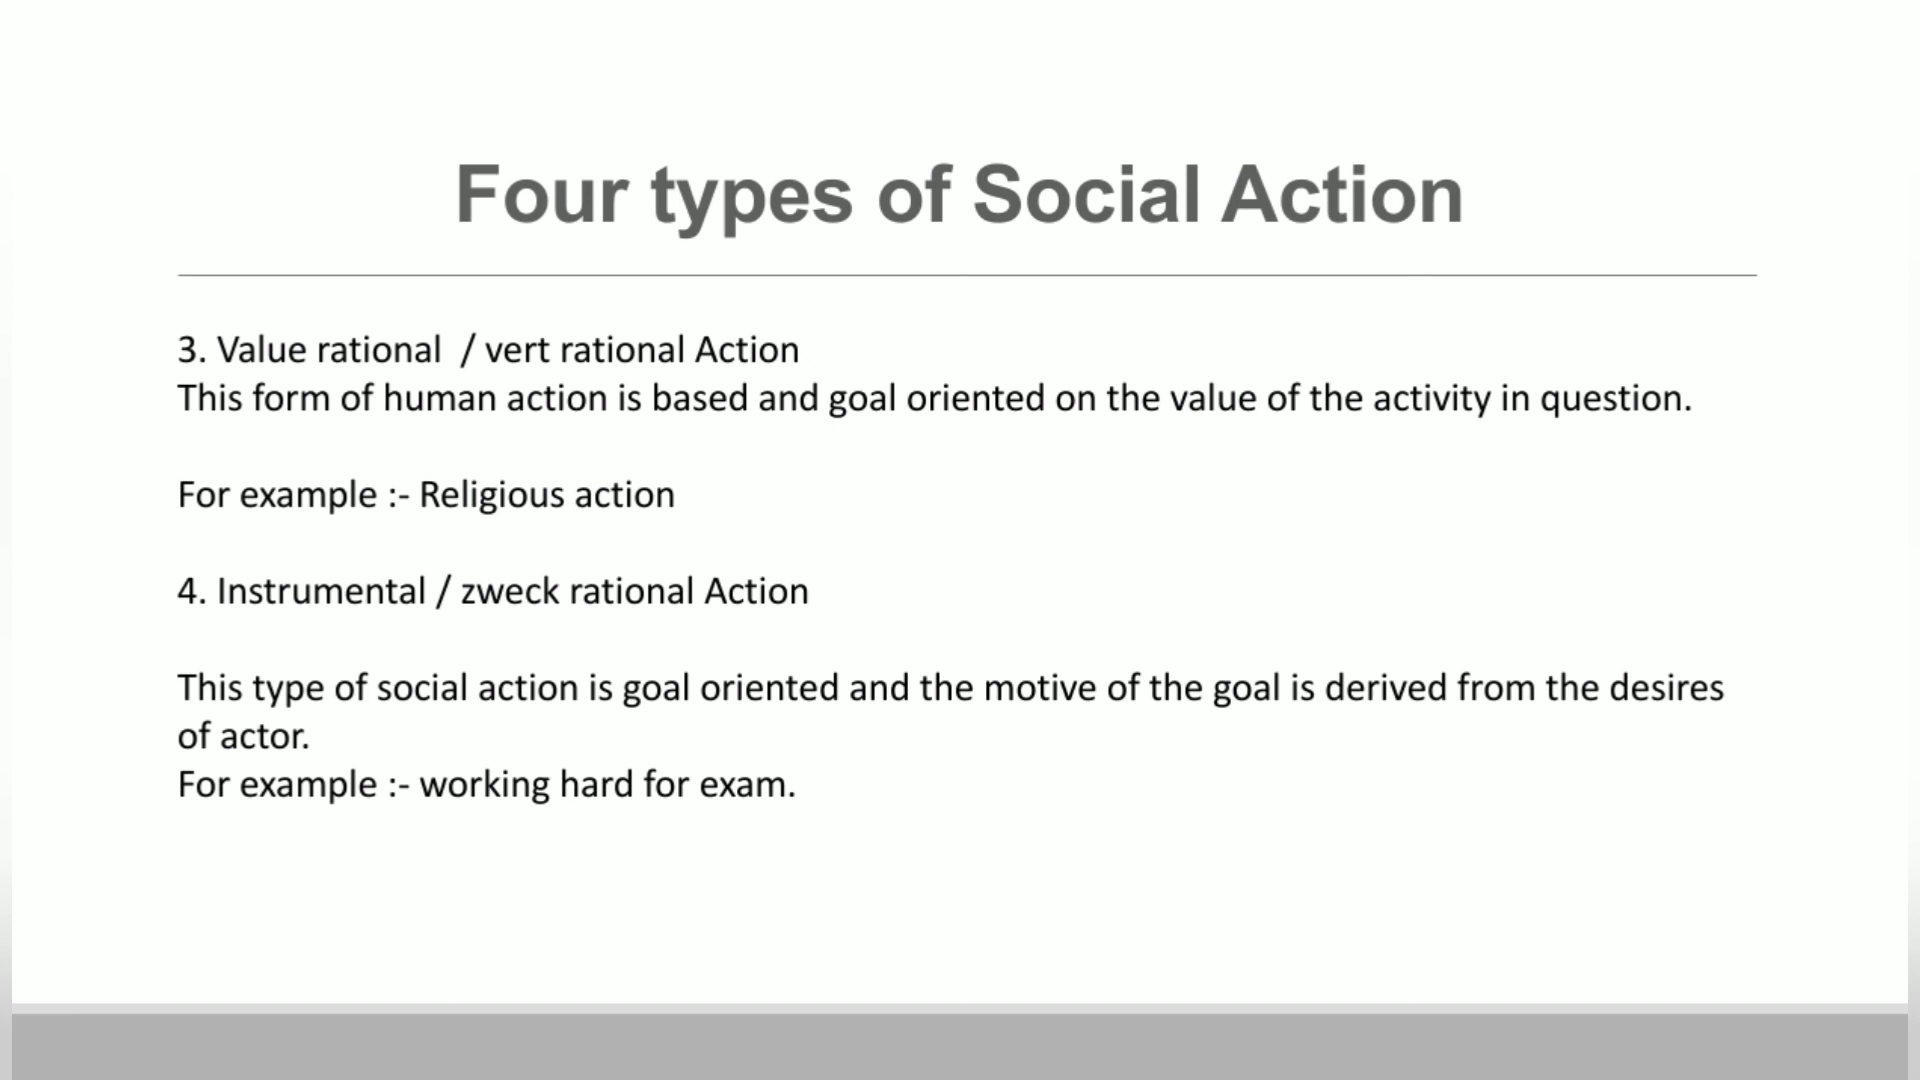 Four types of Social Action
3. Value rational  / vert rational Action
This form of human action is based and goal oriented on the value of the activity in question.
For example :- Religious action
4. Instrumental / zweck rational Action
This type of social action is goal oriented and the motive of the goal is derived from the desires
of actor.
For example :- working hard for exam.